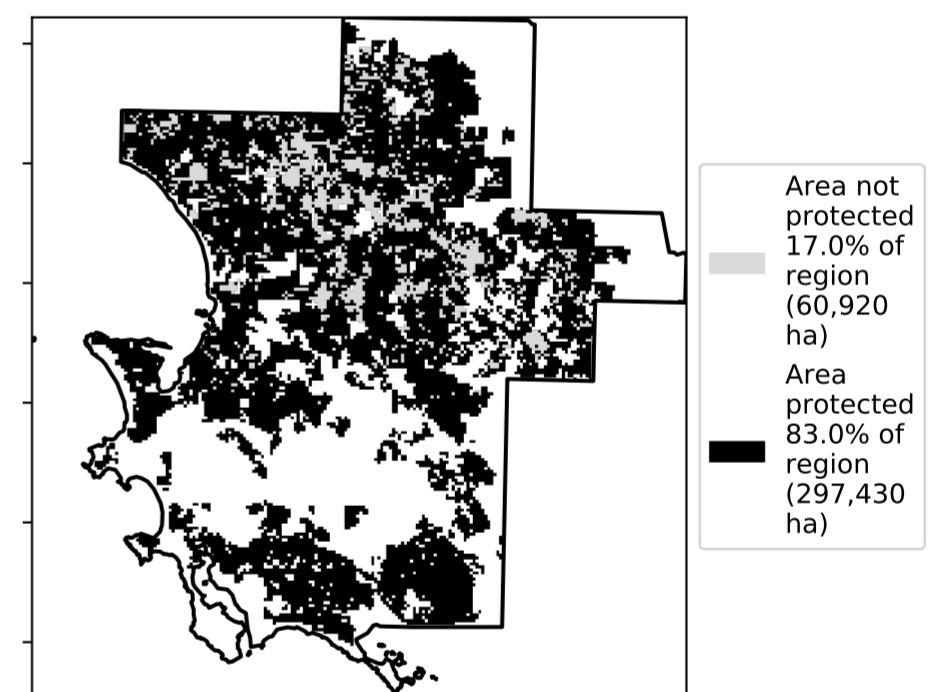 Area not
protected
17.0% of
region
(60,920
ha)
Area
protected
83.0% of
region
(297,430
ha)